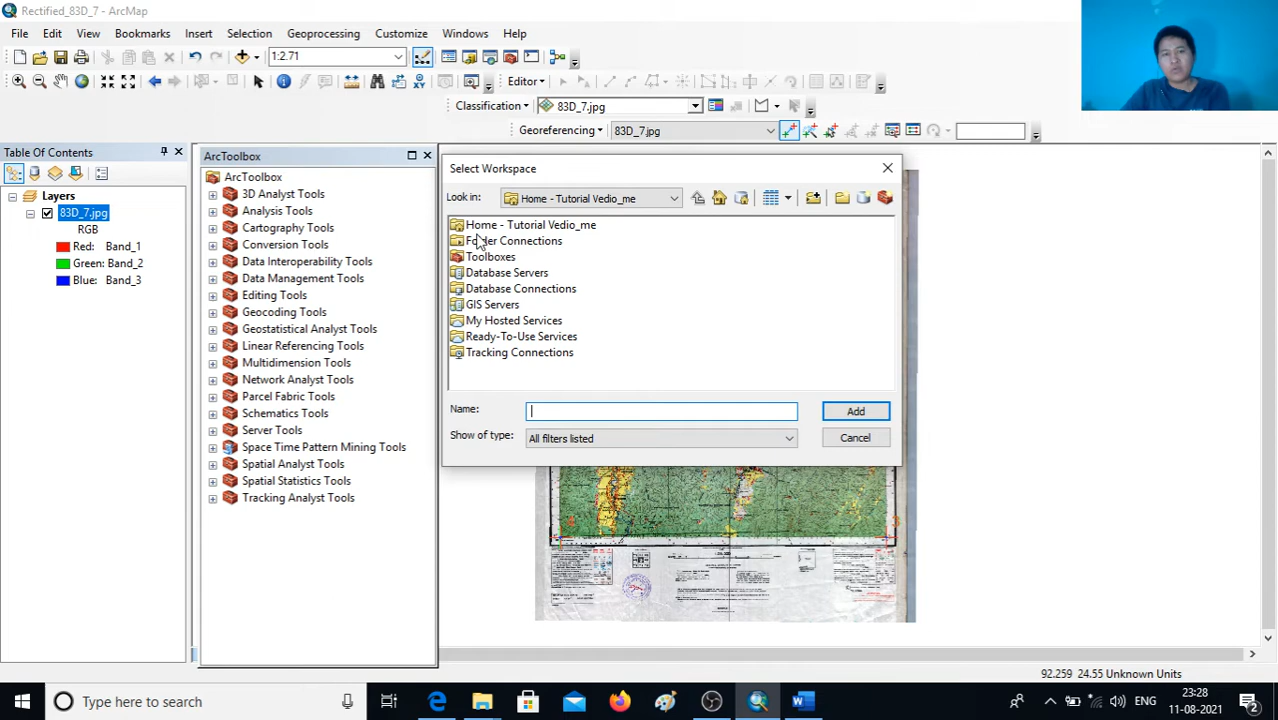 Rectified_83D_7 - ArcMap
File Edit View Bookmarks Insert Selection Geoprocessing Customize Windows Help
1:2.71
Editor
Classification 83D_7.jpg
Georeferencing 83D_7.jpg
Table Of Contents
Layers
83D_7.jpg
RGB
Red: Band_1
Green: Band_2
Blue: Band_3
ArcToolbox
ArcToolbox
3D Analyst Tools
Analysis Tools
Cartography Tools
Conversion Tools
Data Interoperability Tools
Data Management Tools
Editing Tools
Geocoding Tools
Geostatistical Analyst Tools
Linear Referencing Tools
Multidimension Tools
Network Analyst Tools
Parcel Fabric Tools
Schematics Tools
Server Tools
Space Time Pattern Mining Tools
Spatial Analyst Tools
Spatial Statistics Tools
Tracking Analyst Tools
Select Workspace
Look in: Home - Tutorial Vedio_me
Home - Tutorial Vedio_me
Folder Connections
Toolboxes
Database Servers
Database Connections
GIS Servers
My Hosted Services
Ready-To-Use Services
Tracking Connections
Name: Add
Show of type: All filters listed Cancel
92.259 24.55 Unknown Units
Type here to search
ENG
23:28
11-08-2021
2